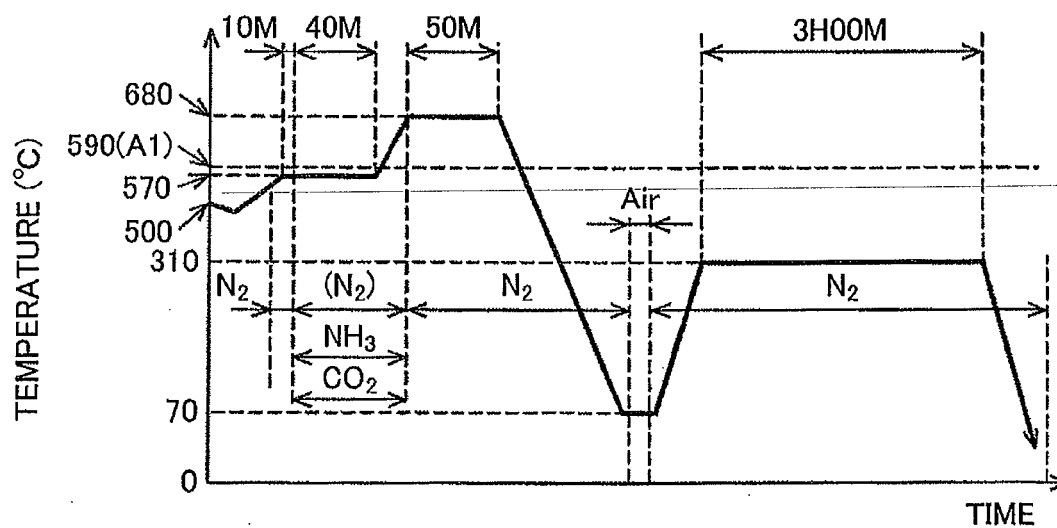 10M 40M 50M 3H00M
680
590(A1)
570
500
Air
310
N₂ (N₂) N₂ N₂
NH₃
CO₂
70
0
TEMPERATURE (°C)
TIME